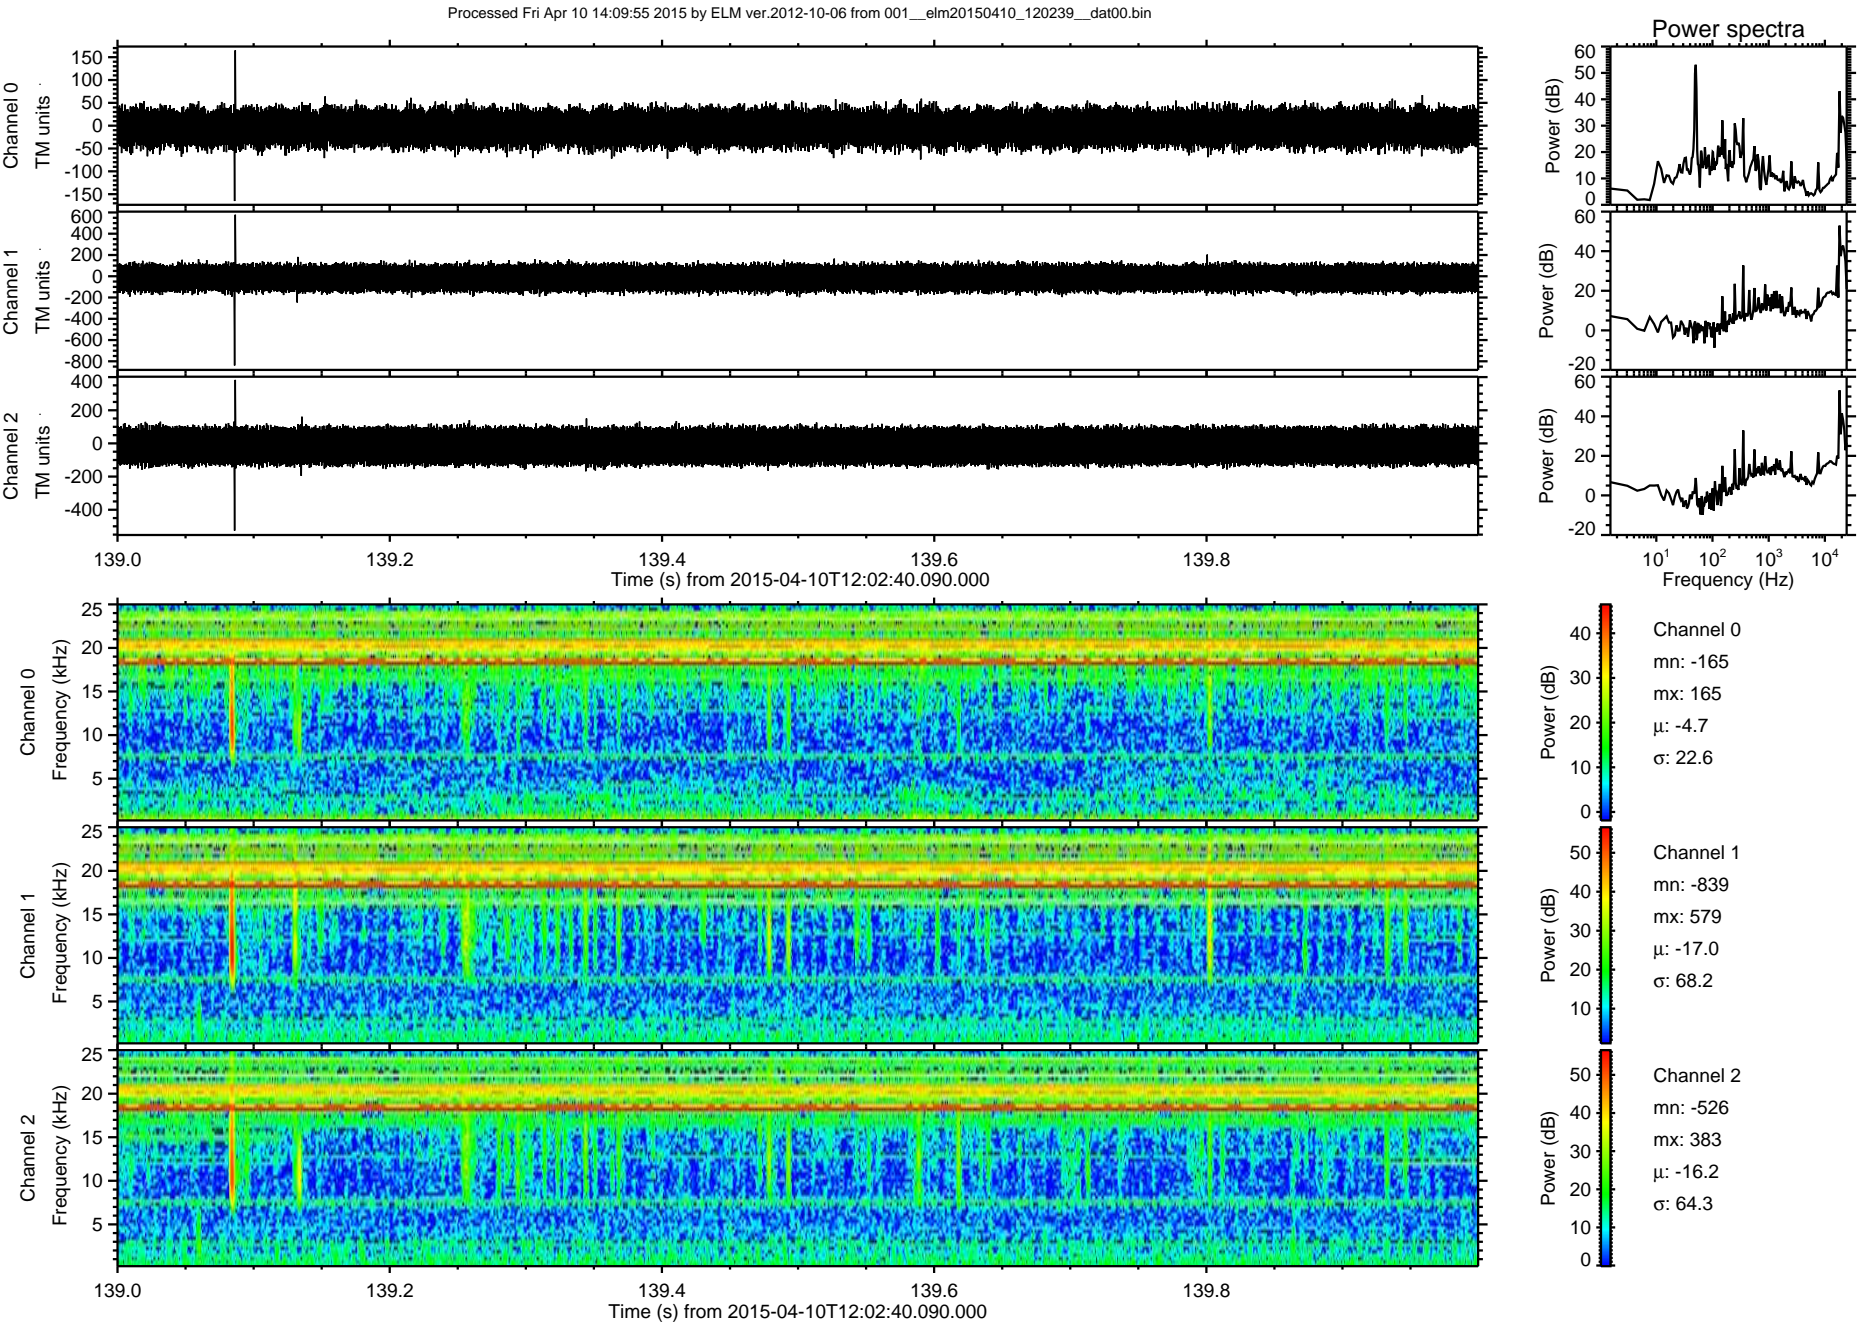 Processed Fri Apr 10 14:09:55 2015 by ELM ver.2012-10-06 from 001__elm20150410_120239__dat00.bin
Power spectra
Channel 0
TM units
150
100
50
0
-50
-100
-150
Power (dB)
60
50
40
30
20
10
0
Channel 1
TM units
600
400
200
0
-200
-400
-600
-800
Power (dB)
60
40
20
0
-20
Channel 2
TM units
400
200
0
-200
-400
Power (dB)
60
40
20
0
-20
139.0 139.2 139.4 139.6 139.8
Time (s) from 2015-04-10T12:02:40.090.000
10¹ 10² 10³ 10⁴
Frequency (Hz)
Channel 0
Frequency (kHz)
25
20
15
10
5
Power (dB)
40
30
20
10
0
Channel 0
mn: -165
mx: 165
μ: -4.7
σ: 22.6
Channel 1
Frequency (kHz)
25
20
15
10
5
Power (dB)
50
40
30
20
10
Channel 1
mn: -839
mx: 579
μ: -17.0
σ: 68.2
Channel 2
Frequency (kHz)
25
20
15
10
5
Power (dB)
50
40
30
20
10
0
Channel 2
mn: -526
mx: 383
μ: -16.2
σ: 64.3
139.0 139.2 139.4 139.6 139.8
Time (s) from 2015-04-10T12:02:40.090.000